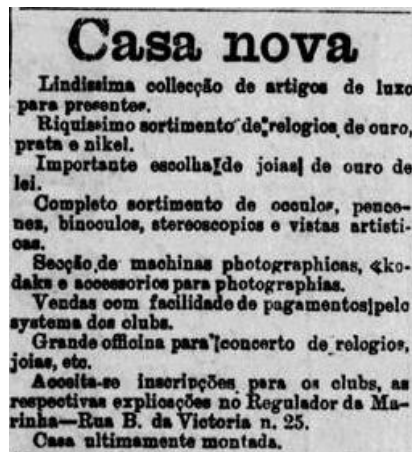 Casa nova
Lindissima collecção de artigos de luxo
para presentes.
Riquissimo sortimento de relogios de ouro,
prata e nikel.
Importante escolha de joias de ouro de
lei.
Completo sortimento de oculos, pence-
nes, binoculos, stereoscopios e vistas artisti-
cas.
Secção de machinas photographicas, «ko-
daks e accessorios para photographias.
Vendas com facilidade de pagamentos pelo
systema dos clubs.
Grande officina para concerto de relogios,
joias, etc.
Acceita-se inscripções para os clubs, as
respectivas explicações no Regulador da Ma-
rinha—Rua B. da Victoria n. 25.
Casa ultimamente montada.